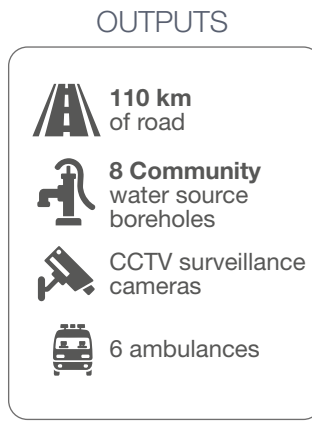 OUTPUTS
110 km
of road
8 Community
water source
boreholes
CCTV surveillance
cameras
6 ambulances